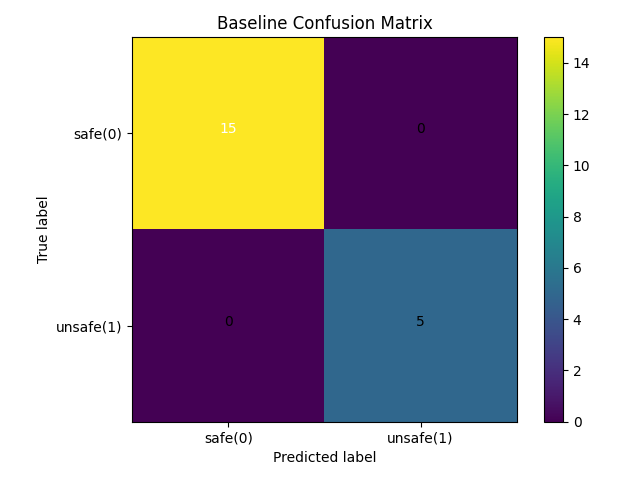 Baseline Confusion Matrix
True label
safe(0)
unsafe(1)
15
0
0
5
safe(0)
unsafe(1)
Predicted label
14
12
10
8
6
4
2
0